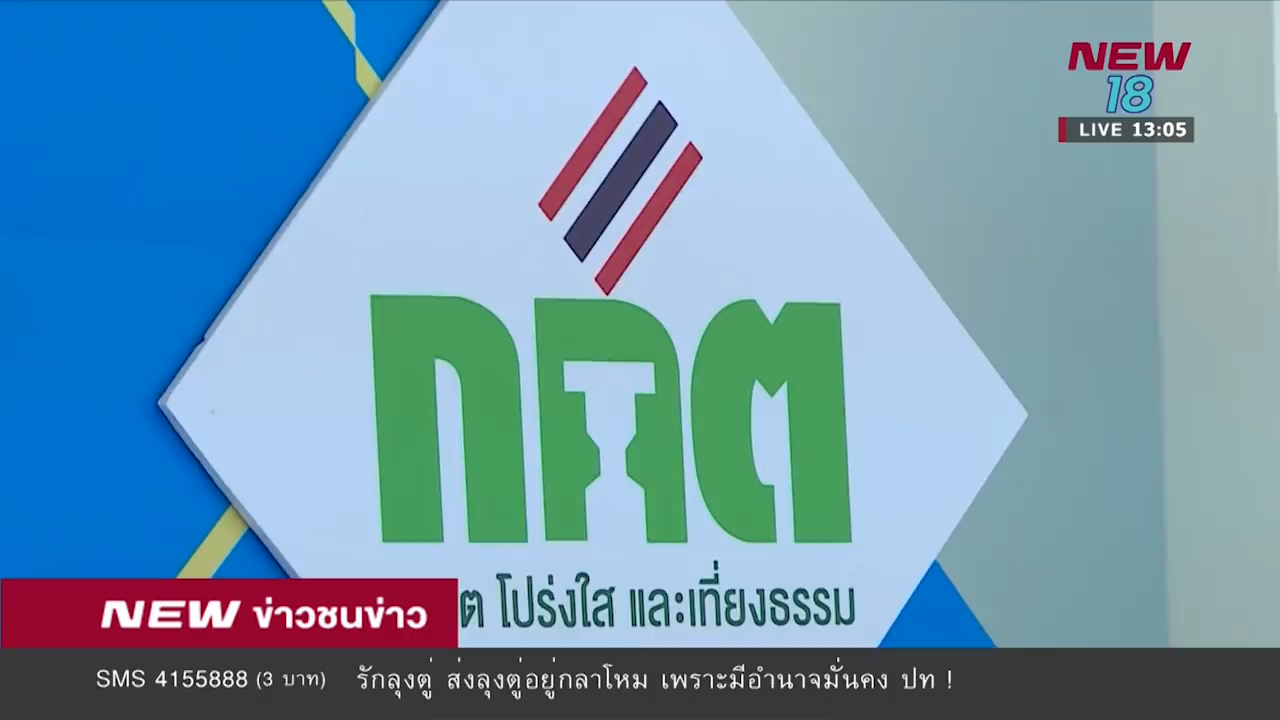 NEW
18
LIVE 13:05
กกต
ต โปร่งใส และเที่ยงธรรม
NEW ข่าวชนข่าว
SMS 4155888 (3 บาท) รักลุงตู่ ส่งลุงตู่อยู่กลาโหม เพราะมีอำนาจมั่นคง ปท !